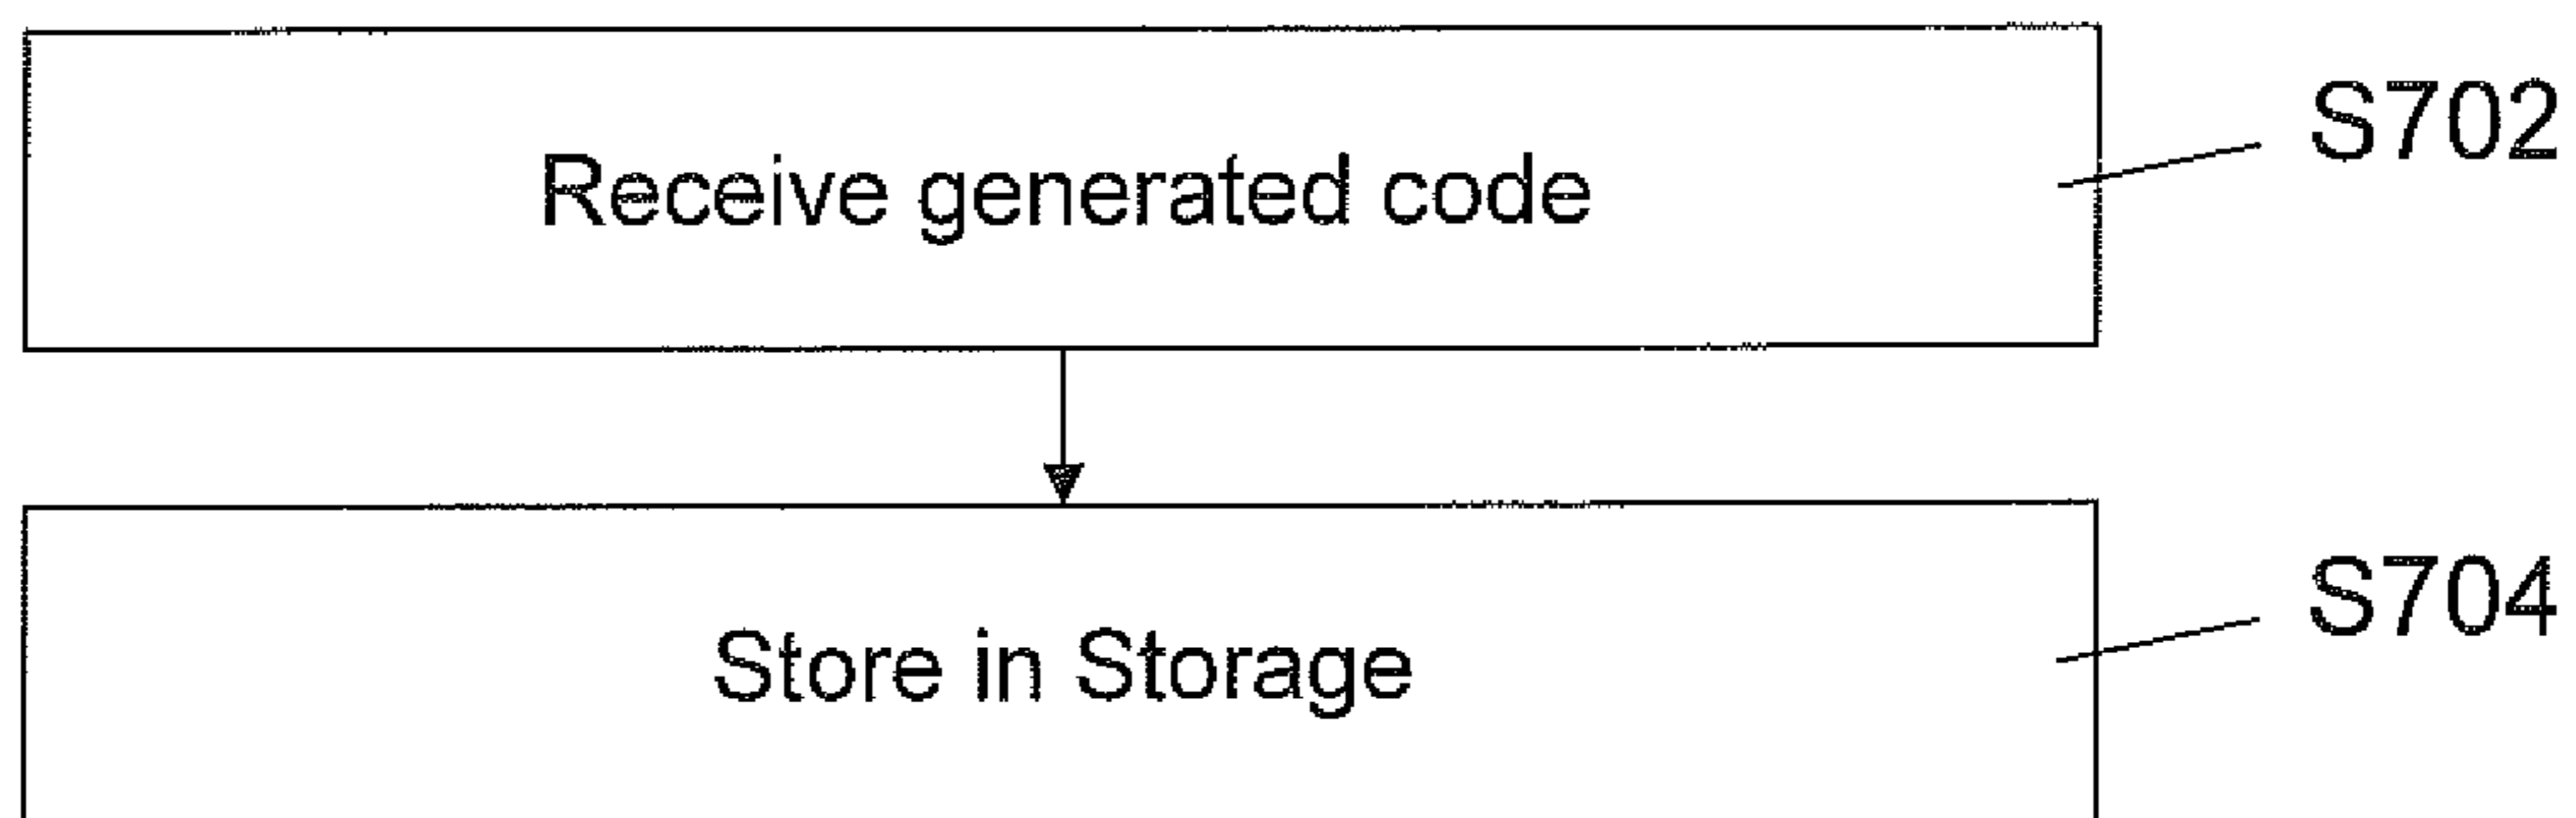 S702
Receive generated code
S704
Store in Storage